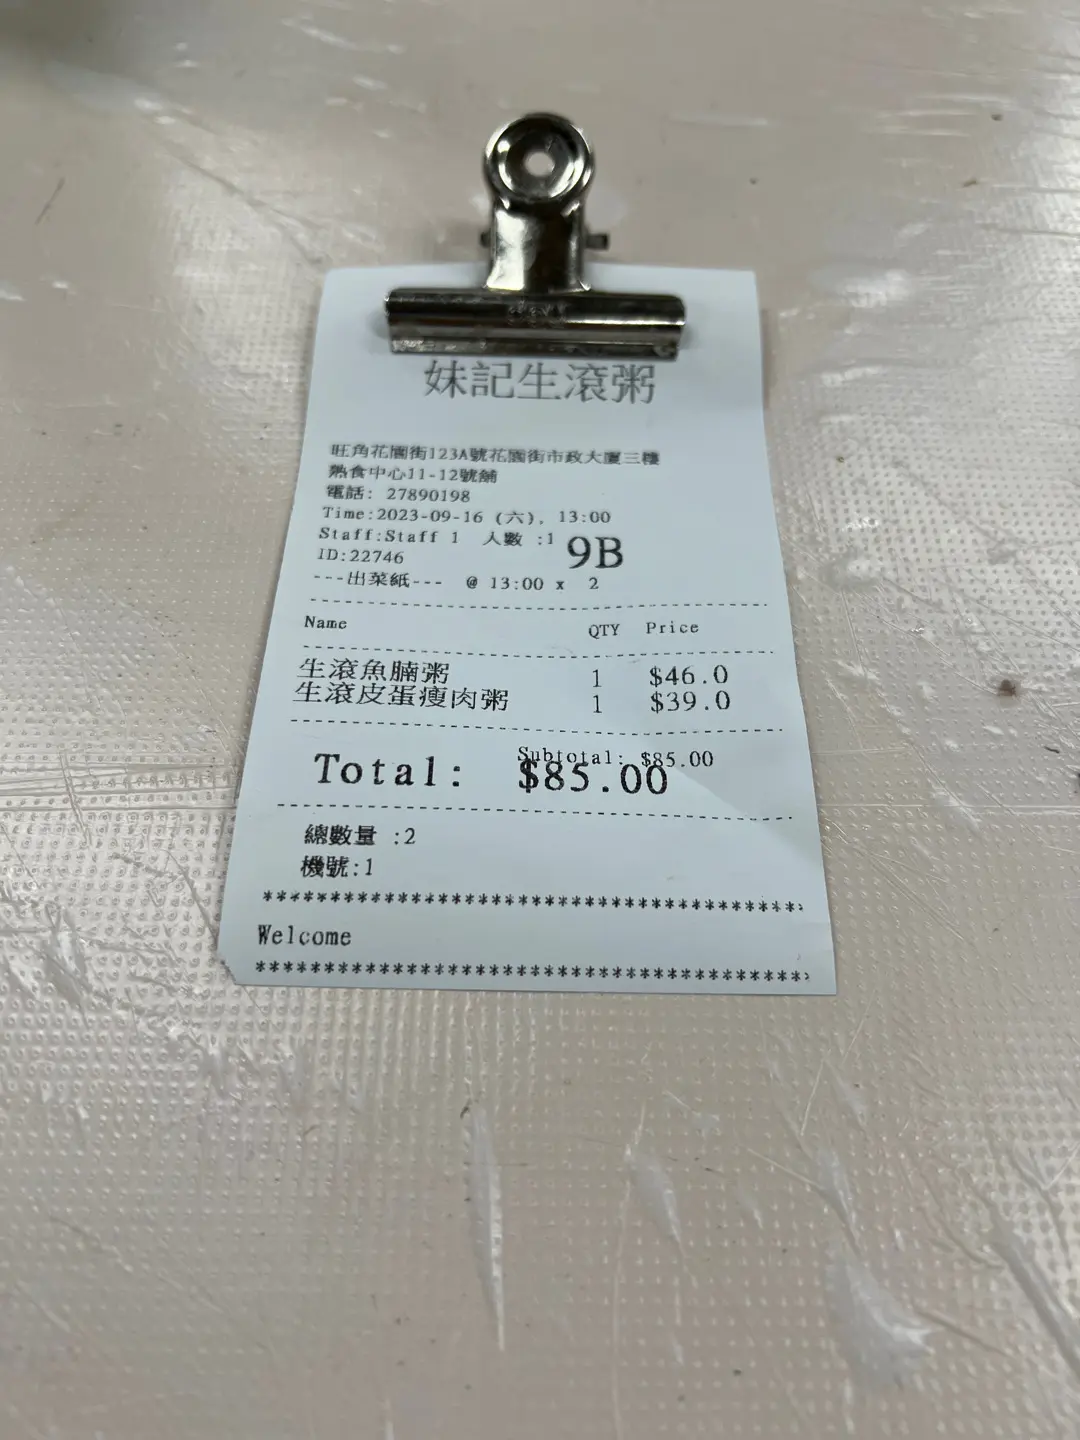 妹記生滾粥
旺角花園街123A號花園街市政大廈三樓
熟食中心11-12號舖
電話: 27890198
Time:2023-09-16 (六), 13:00
Staff:Staff 1 人數 :1 9B
ID:22746
---出菜紙--- @ 13:00 x 2
Name QTY Price
生滾魚腩粥 1 $46.0
生滾皮蛋瘦肉粥 1 $39.0
Subtotal: $85.00
Total: $85.00
總數量 :2
機號:1
****************************************
Welcome
****************************************